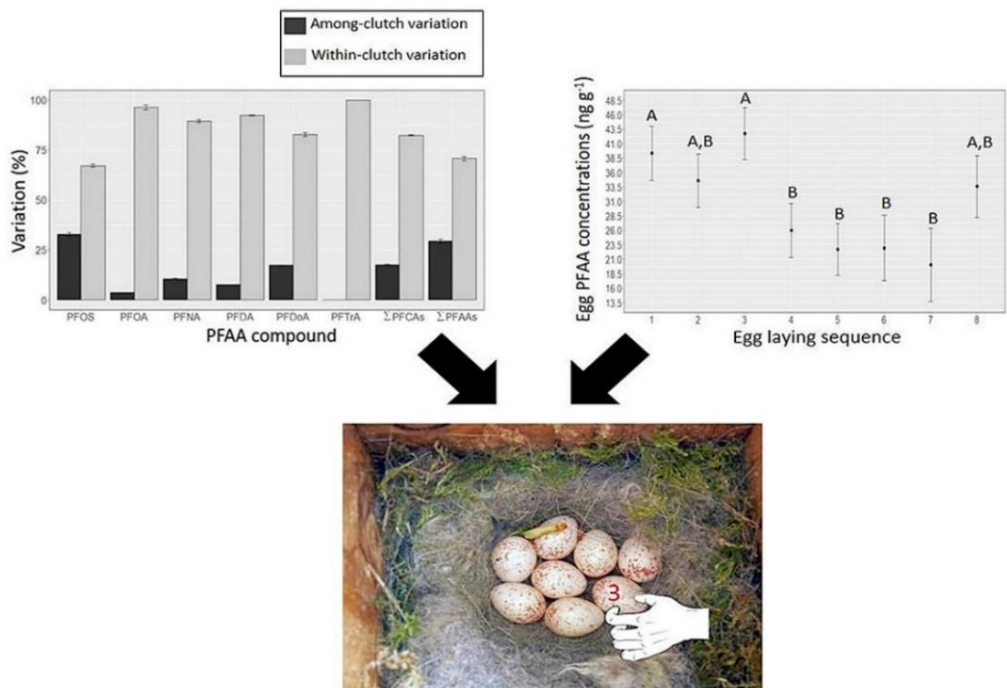 Among-clutch variation
Within-clutch variation
Variation (%)
100
75
50
25
0
PFOS PFOA PFNA PFDA PFDoA PFTrA ΣPFCAs ΣPFAAs
PFAA compound
Egg PFAA concentrations (ng g⁻¹)
48.5
46.0
43.5
41.0
38.5
36.0
33.5
31.0
28.5
26.0
23.5
21.0
18.5
16.0
13.5
A A,B A B B B B A,B
1 2 3 4 5 6 7 8
Egg laying sequence
3